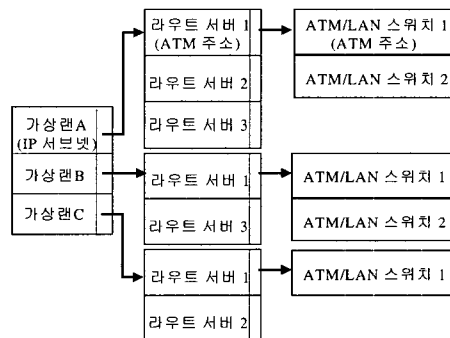 라우트 서버 1
(ATM 주소)
라우트 서버 2
라우트 서버 3
ATM/LAN 스위치 1
(ATM 주소)
ATM/LAN 스위치 2
가상랜A
(IP 서브넷)
가상랜B
가상랜C
라우트 서버 1
라우트 서버 3
ATM/LAN 스위치 1
ATM/LAN 스위치 2
라우트 서버 1
라우트 서버 2
ATM/LAN 스위치 1